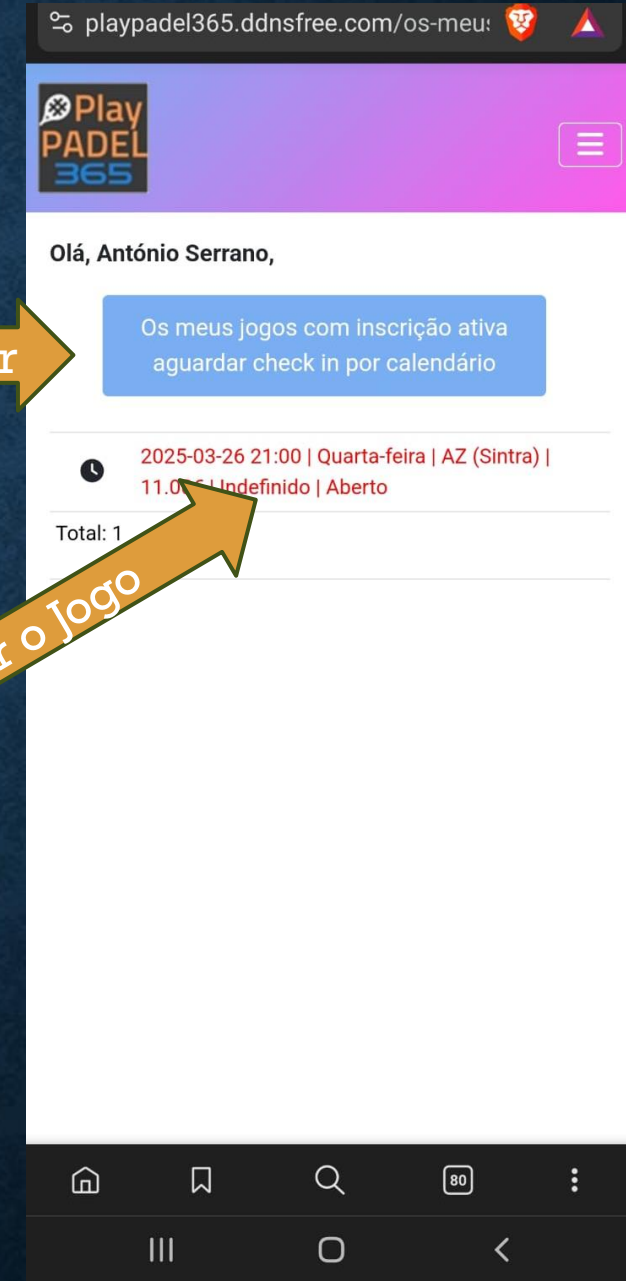 playpadel365.ddnsfree.com/os-meus
Play
PADEL
365
Olá, António Serrano,
Os meus jogos com inscrição ativa
aguardar check in por calendário
r
2025-03-26 21:00 | Quarta-feira | AZ (Sintra) |
| Indefinido | Aberto
Total: 1
r o Jogo
80